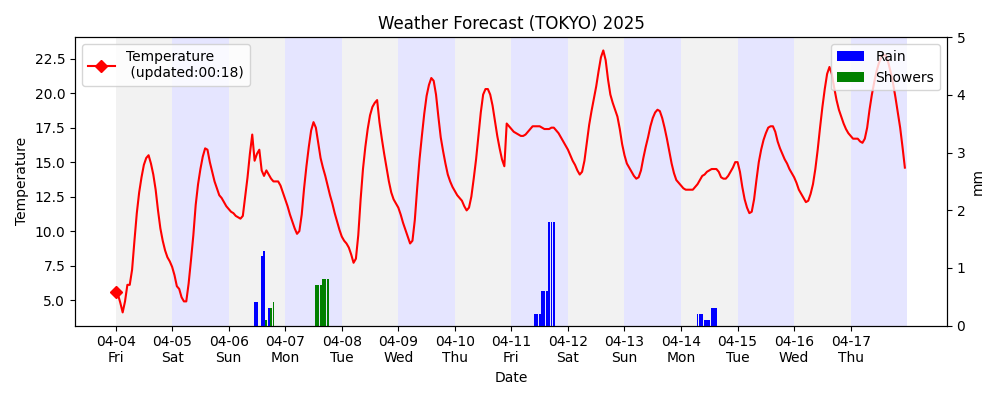 Weather Forecast (TOKYO) 2025
Temperature
(updated:00:18)
Rain
Showers
22.5
20.0
17.5
15.0
12.5
10.0
7.5
5.0
Temperature
5
4
3
2
1
0
mm
04-04 04-05 04-06 04-07 04-08 04-09 04-10 04-11 04-12 04-13 04-14 04-15 04-16 04-17
Fri Sat Sun Mon Tue Wed Thu Fri Sat Sun Mon Tue Wed Thu
Date